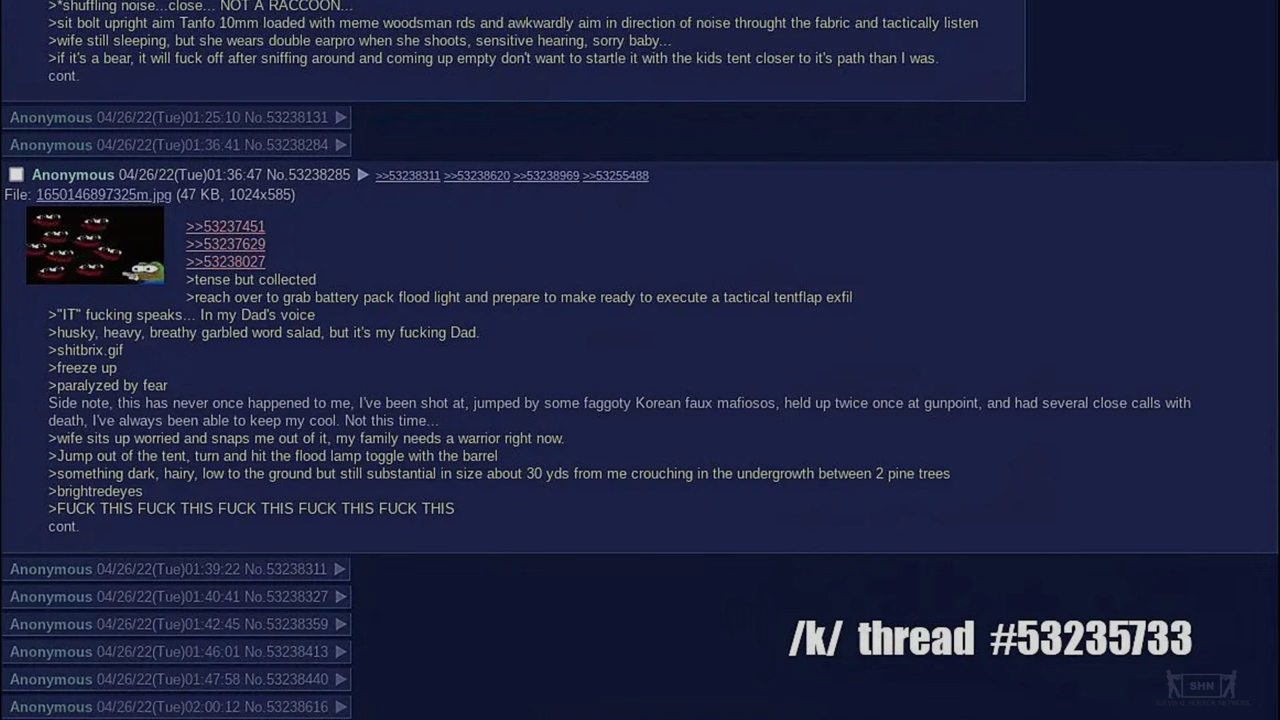 >*shuffling noise...close... NOT A RACCOON...
>sit bolt upright aim Tanfo 10mm loaded with meme woodsman rds and awkwardly aim in direction of noise throught the fabric and tactically listen
>wife still sleeping, but she wears double earpro when she shoots, sensitive hearing, sorry baby...
>if it's a bear, it will fuck off after sniffing around and coming up empty don't want to startle it with the kids tent closer to it's path than I was.
cont.
Anonymous 04/26/22(Tue)01:25:10 No.53238131 ▶
Anonymous 04/26/22(Tue)01:36:41 No.53238284 ▶
Anonymous 04/26/22(Tue)01:36:47 No.53238285 ▶ >>53238311 >>53238620 >>53238969 >>53255488
File: 1650146897325m.jpg (47 KB, 1024x585)
>>53237451
>>53237629
>>53238027
>tense but collected
>reach over to grab battery pack flood light and prepare to make ready to execute a tactical tentflap exfil
>"IT" fucking speaks... In my Dad's voice
>husky, heavy, breathy garbled word salad, but it's my fucking Dad.
>shitbrix.gif
>freeze up
>paralyzed by fear
Side note, this has never once happened to me, I've been shot at, jumped by some faggoty Korean faux mafiosos, held up twice once at gunpoint, and had several close calls with
death, I've always been able to keep my cool. Not this time...
>wife sits up worried and snaps me out of it, my family needs a warrior right now.
>Jump out of the tent, turn and hit the flood lamp toggle with the barrel
>something dark, hairy, low to the ground but still substantial in size about 30 yds from me crouching in the undergrowth between 2 pine trees
>brightredeyes
>FUCK THIS FUCK THIS FUCK THIS FUCK THIS FUCK THIS
cont.
Anonymous 04/26/22(Tue)01:39:22 No.53238311 ▶
Anonymous 04/26/22(Tue)01:40:41 No.53238327 ▶
Anonymous 04/26/22(Tue)01:42:45 No.53238359 ▶
Anonymous 04/26/22(Tue)01:46:01 No.53238413 ▶
Anonymous 04/26/22(Tue)01:47:58 No.53238440 ▶
Anonymous 04/26/22(Tue)02:00:12 No.53238616 ▶
/k/ thread #53235733
SHN